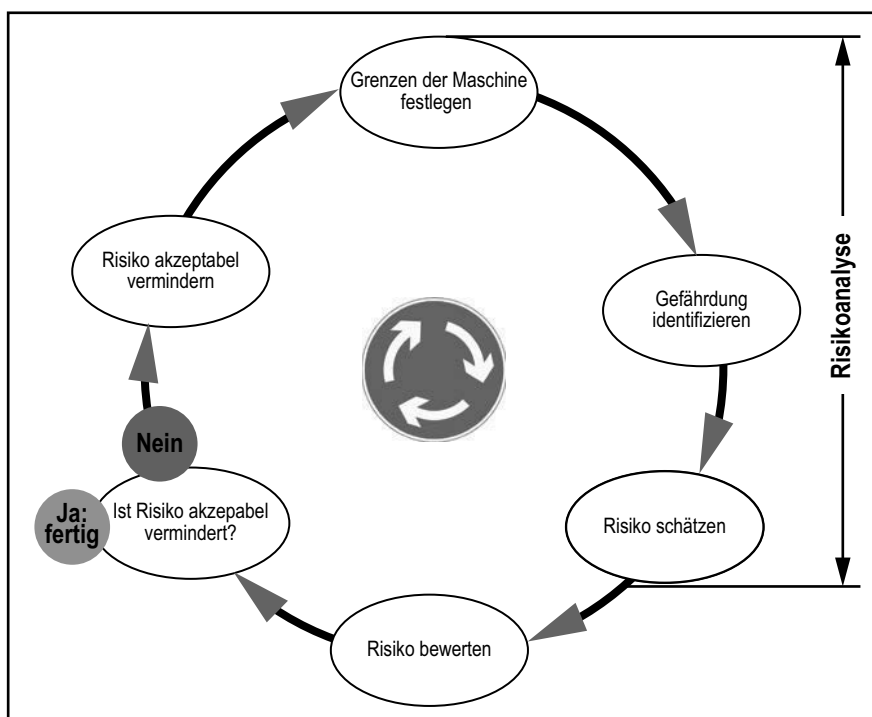 Grenzen der Maschine
festlegen
Gefährdung
identifizieren
Risiko schätzen
Risiko bewerten
Ist Risiko akzepabel
vermindert?
Ja:
fertig
Nein
Risiko akzeptabel
vermindern
Risikoanalyse